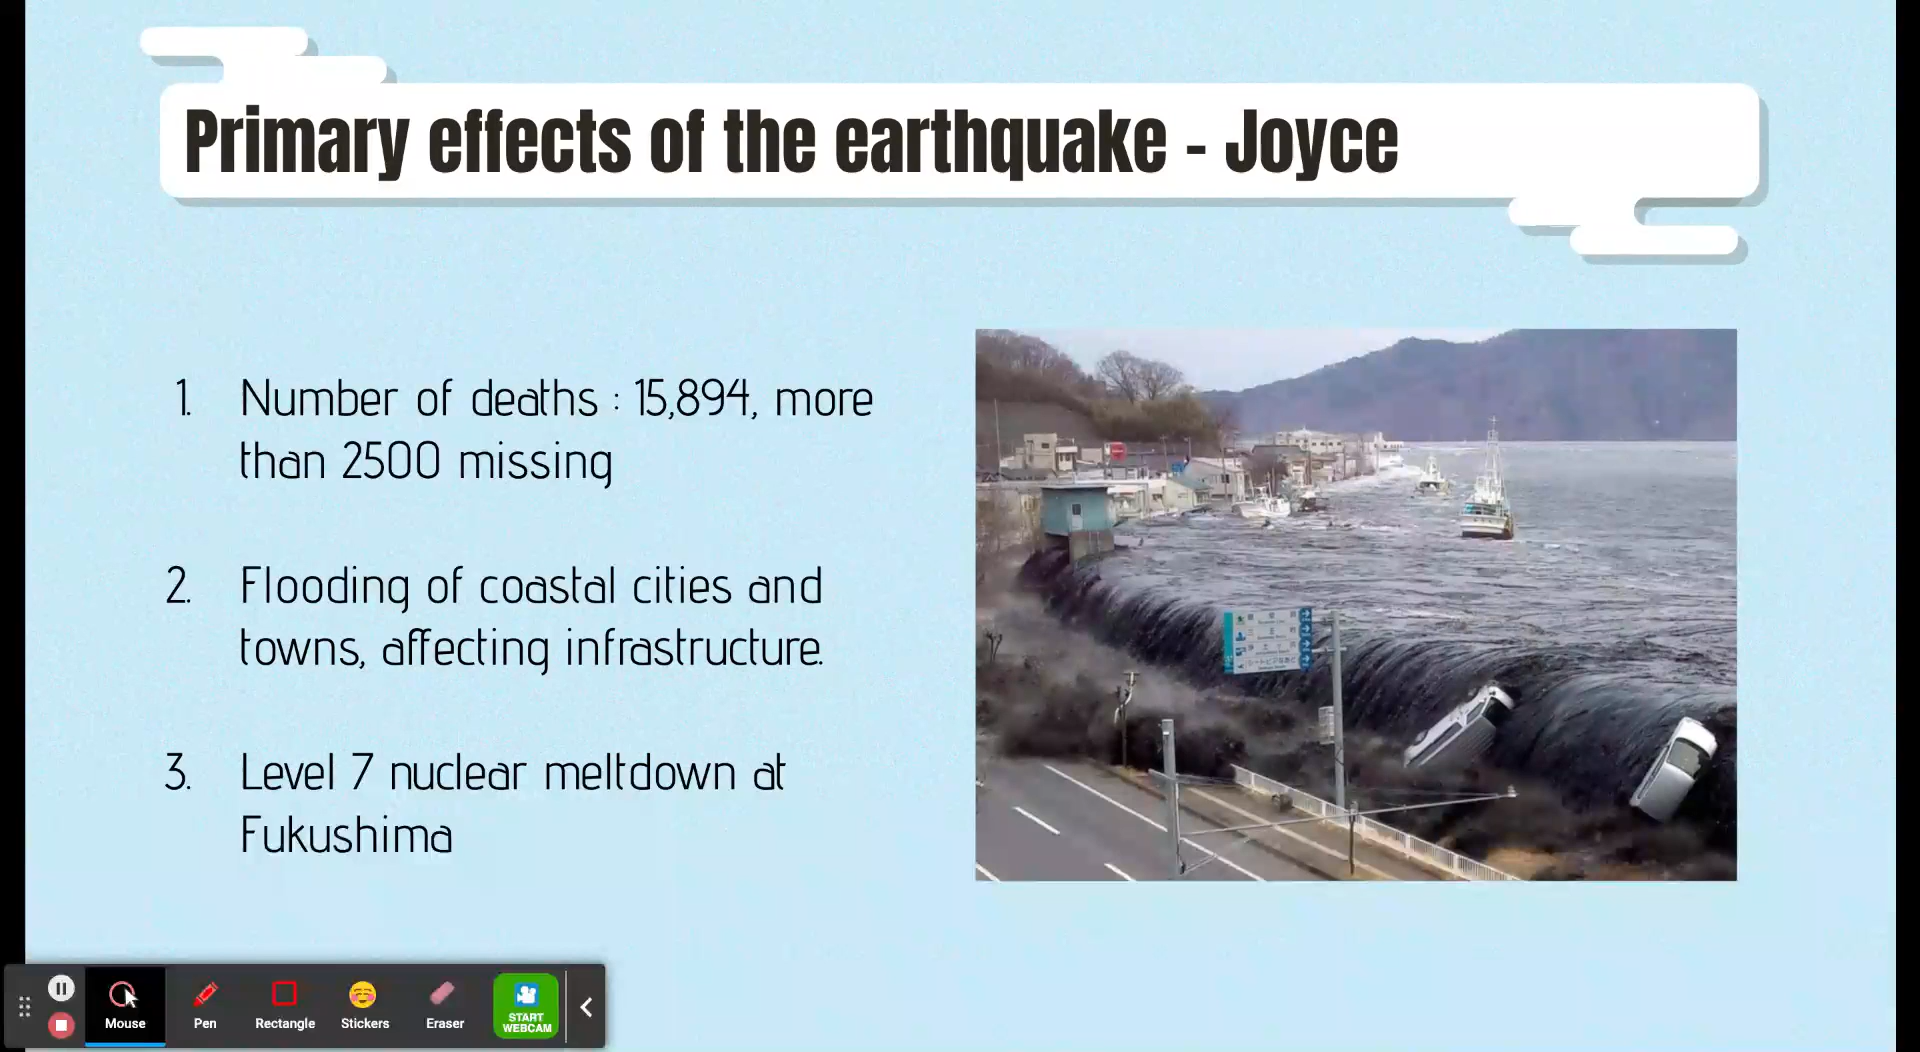 Primary effects of the earthquake - Joyce
1. Number of deaths : 15,894, more
than 2500 missing
2. Flooding of coastal cities and
towns, affecting infrastructure.
3. Level 7 nuclear meltdown at
Fukushima
Mouse
Pen
Rectangle
Stickers
Eraser
START
WEBCAM